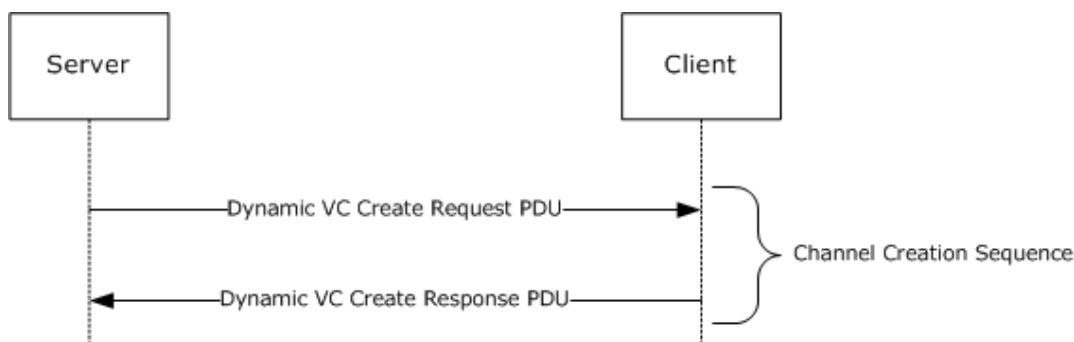 Server
Client
Dynamic VC Create Request PDU
Channel Creation Sequence
Dynamic VC Create Response PDU